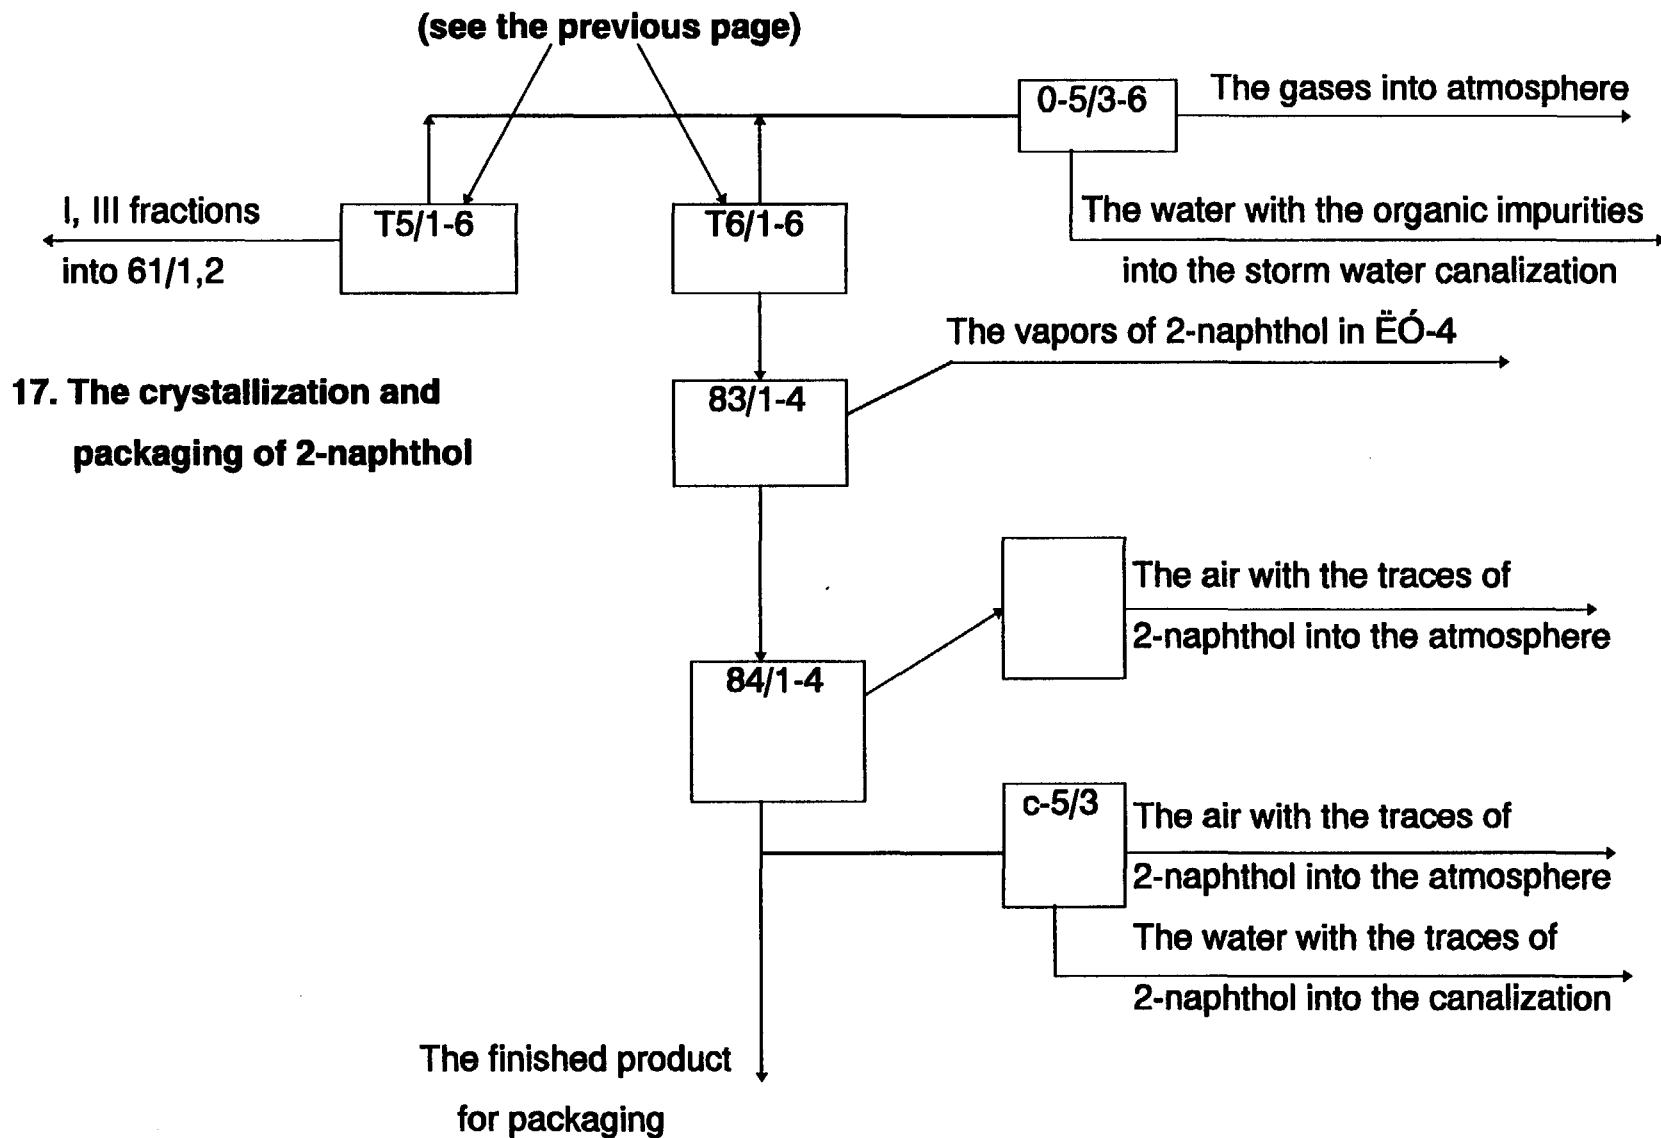 (see the previous page)
0-5/3-6
The gases into atmosphere
I, III fractions
into 61/1,2
T5/1-6
T6/1-6
The water with the organic impurities
into the storm water canalization
The vapors of 2-naphthol in ËÓ-4
17. The crystallization and
packaging of 2-naphthol
83/1-4
The air with the traces of
2-naphthol into the atmosphere
84/1-4
c-5/3
The air with the traces of
2-naphthol into the atmosphere
The water with the traces of
2-naphthol into the canalization
The finished product
for packaging